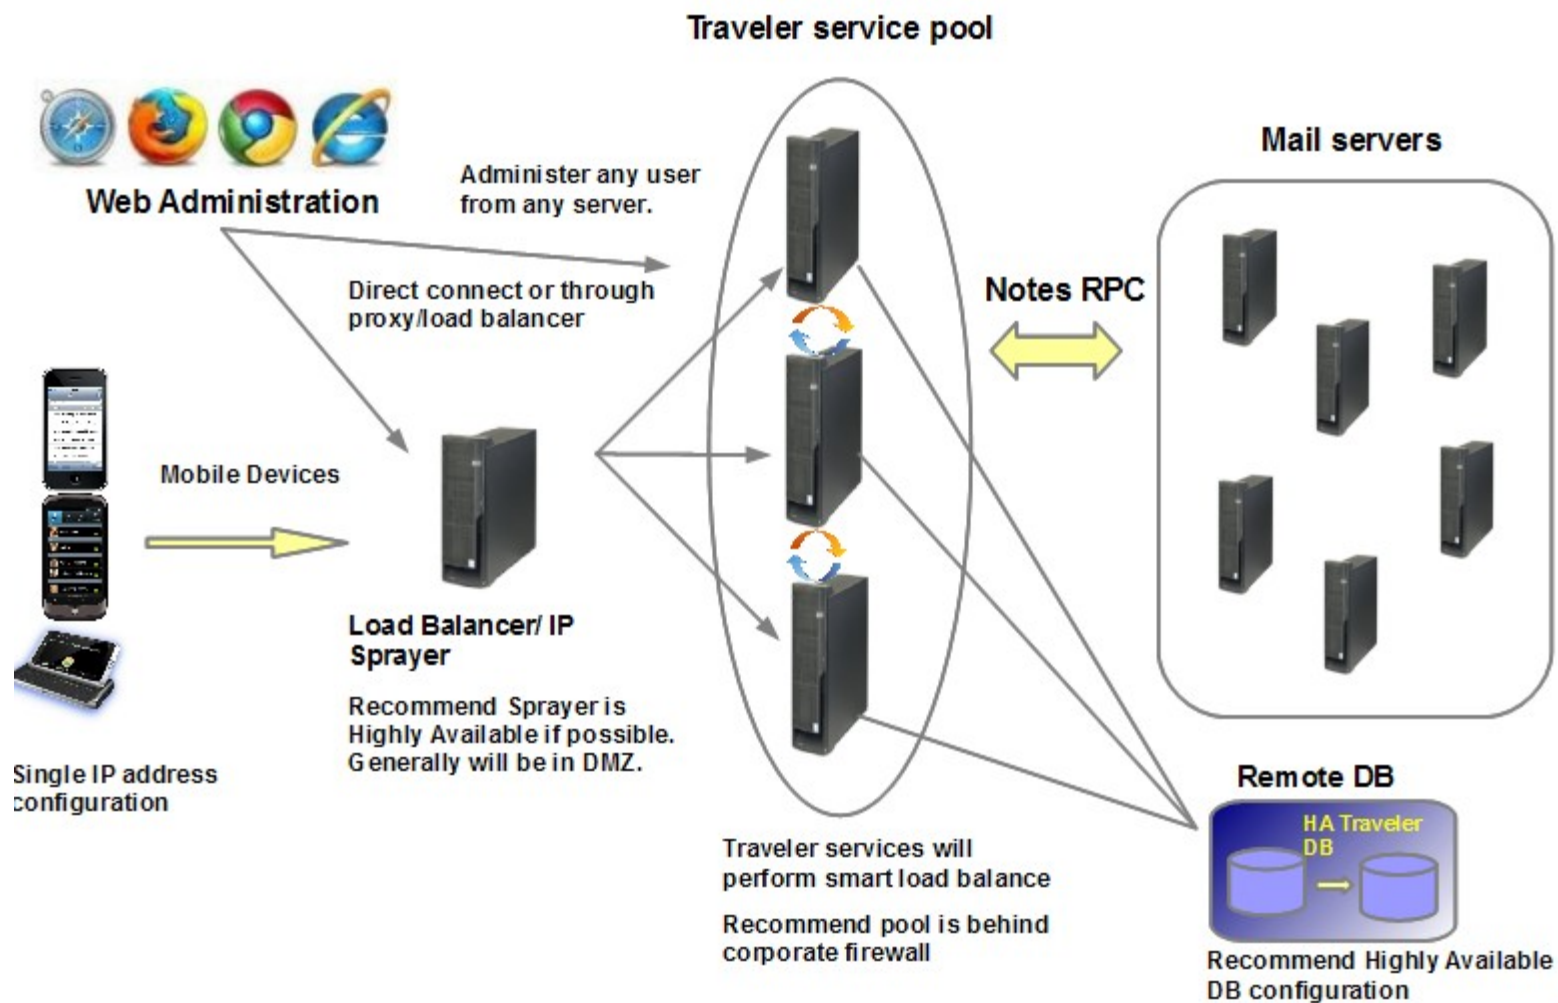 Traveler service pool
Web Administration
Administer any user
from any server.
Direct connect or through
proxy/load balancer
Mail servers
Notes RPC
Mobile Devices
Load Balancer/ IP
Sprayer
Recommend Sprayer is
Highly Available if possible.
Generally will be in DMZ.
Single IP address
configuration
Traveler services will
perform smart load balance
Recommend pool is behind
corporate firewall
Remote DB
HA Traveler
DB
Recommend Highly Available
DB configuration